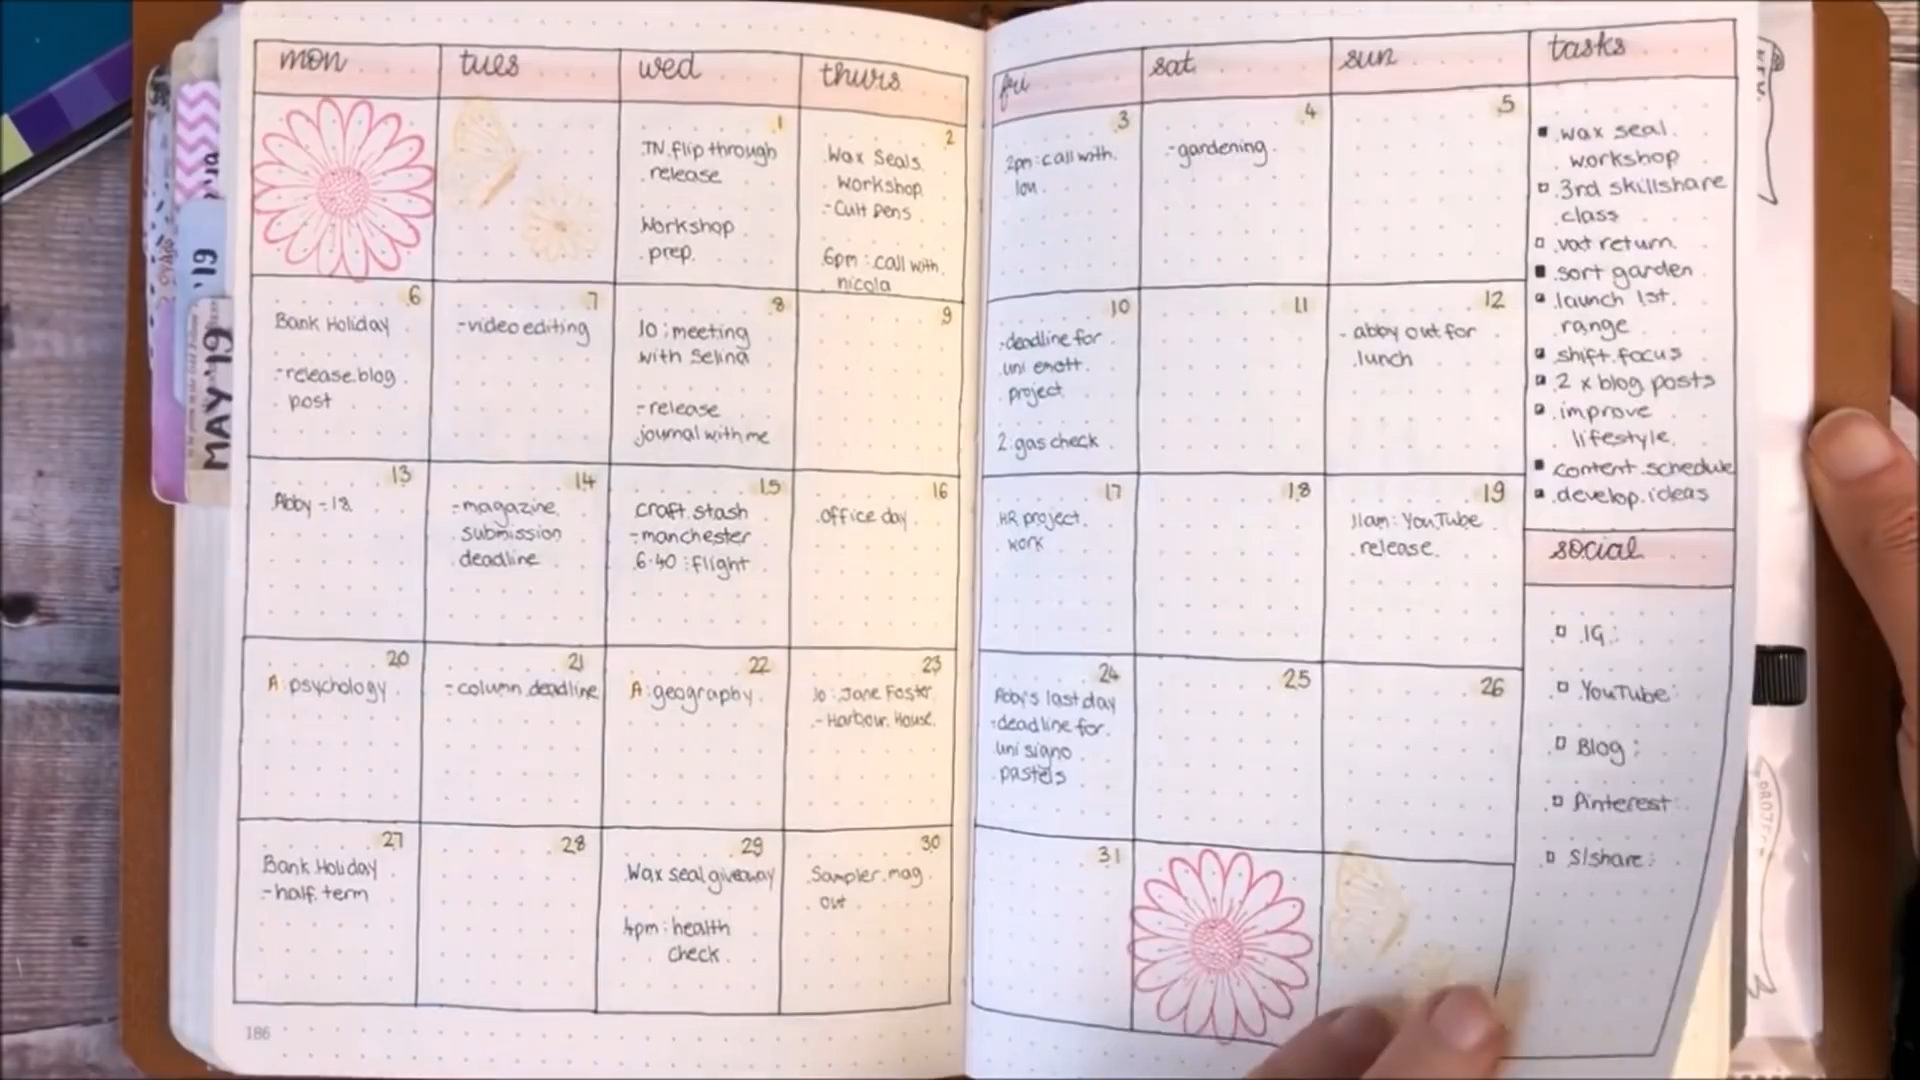 mon
tues
wed
thurs
fri
sat
sun
tasks
1
TN flip through
release
Workshop
prep
2
Wax Seals
Workshop
- Cult Pens
6pm : call with
nicola
3
2pm : call with
lou
4
- gardening
5
6
Bank Holiday
- release blog
post
7
- video editing
8
10 : meeting
with Selina
- release
journal with me
9
10
- deadline for
uni emott
project
2 : gas check
11
12
- abby out for
lunch
13
Abby - 18
14
- magazine
submission
deadline
15
craft stash
- manchester
6.40 : flight
16
office day
17
HR project
work
18
19
11am : YouTube
release
20
A : psychology
21
- column deadline
22
A : geography
23
10 : Jane Foster
- Harbour House
24
Abby's last day
- deadline for
uni signo
pastels
25
26
27
Bank Holiday
- half term
28
29
Wax seal giveaway
4pm : health
check
30
Sampler mag
out
31
wax seal
workshop
3rd skillshare
class
vat return
sort garden
launch 1st
range
shift focus
2 x blog posts
improve
lifestyle
content schedule
develop ideas
social
IG :
YouTube :
Blog :
Pinterest :
S/share :
186
MAY '19